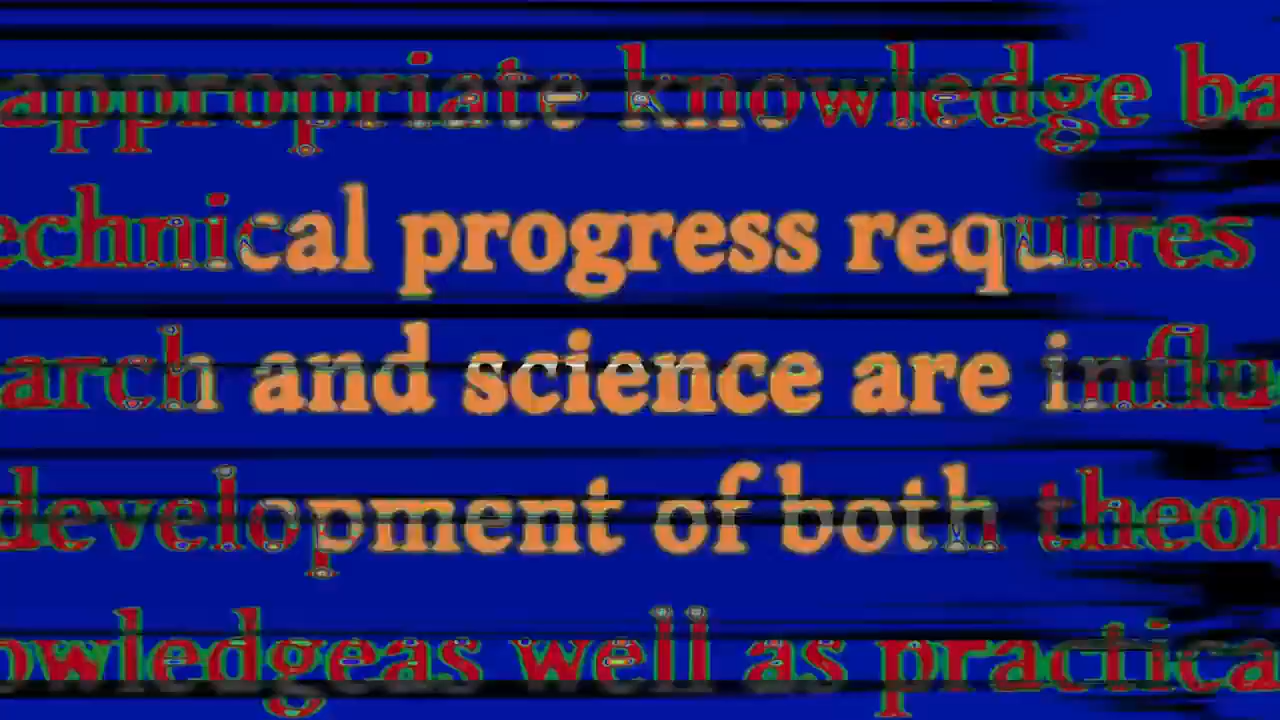 appropriate knowledge ba
echnical progress requires
arch and science are influ
development of both theor
owledgeas well as practica